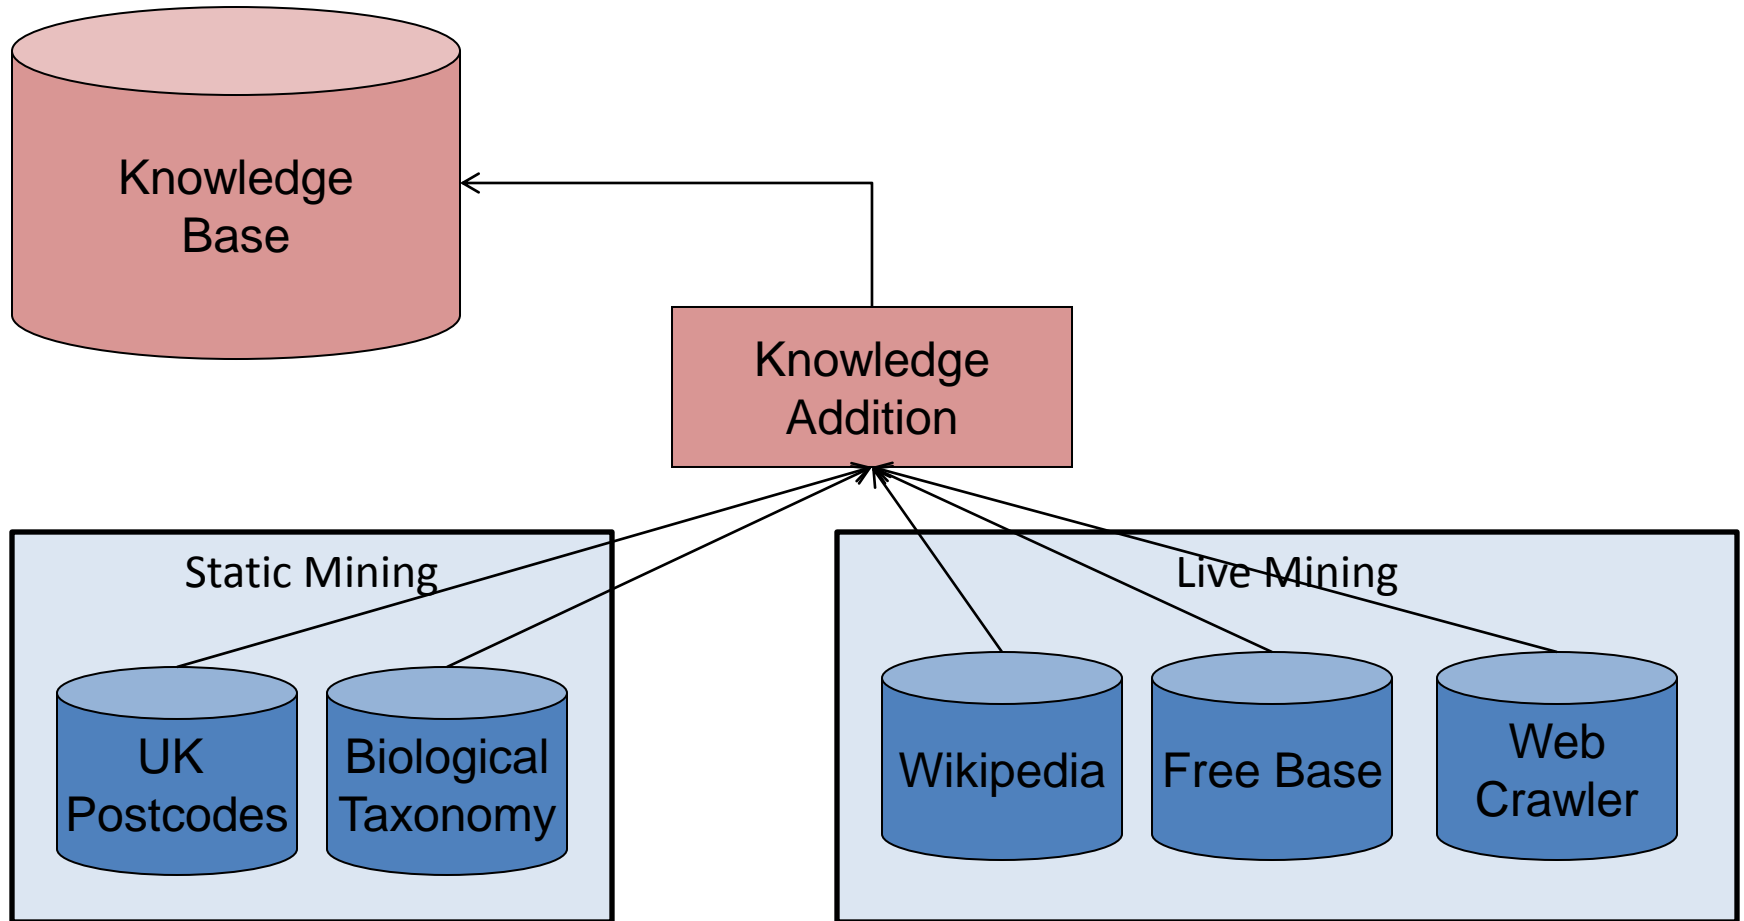 Knowledge
Base
Knowledge
Addition
Static Mining
UK
Postcodes
Biological
Taxonomy
Live Mining
Wikipedia
Free Base
Web
Crawler